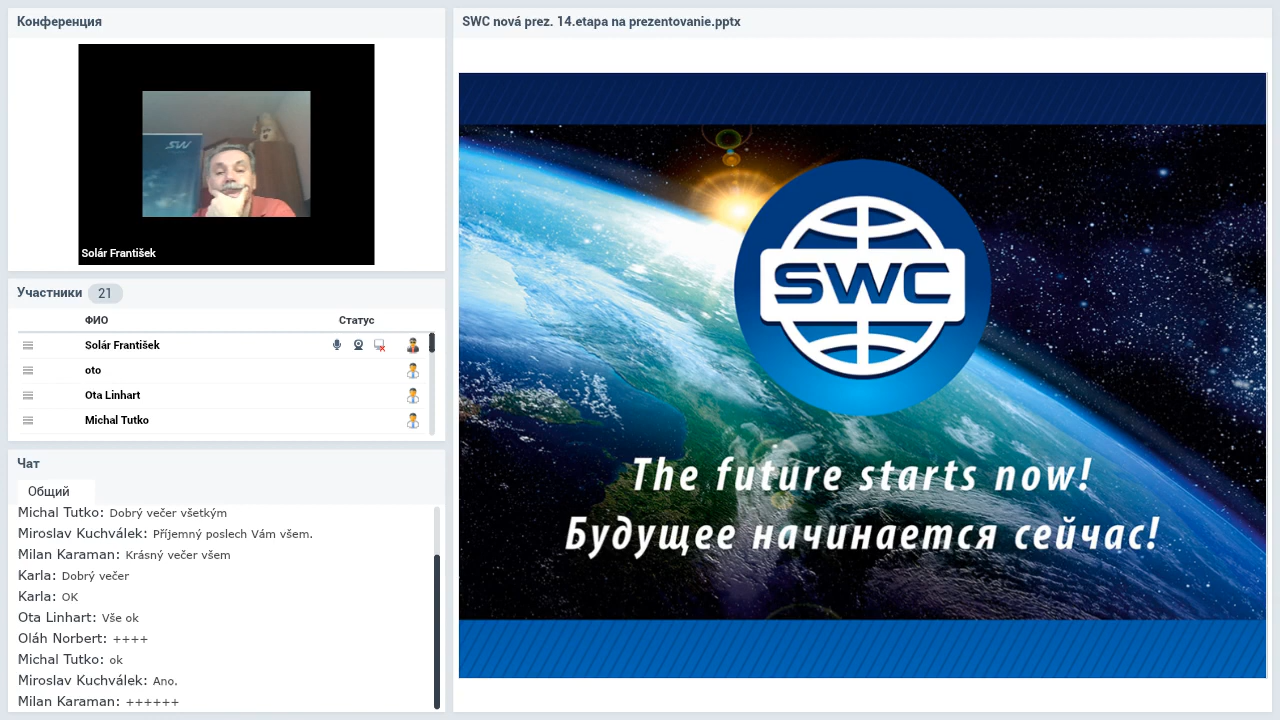 Конференция
SW
Solár František
Участники 21
ФИО Статус
Solár František
oto
Ota Linhart
Michal Tutko
Чат
Общий
Michal Tutko: Dobrý večer všetkým
Miroslav Kuchválek: Příjemný poslech Vám všem.
Milan Karaman: Krásný večer všem
Karla: Dobrý večer
Karla: OK
Ota Linhart: Vše ok
Oláh Norbert: ++++
Michal Tutko: ok
Miroslav Kuchválek: Ano.
Milan Karaman: ++++++
SWC nová prez. 14.etapa na prezentovanie.pptx
SWC
The future starts now!
Будущее начинается сейчас!